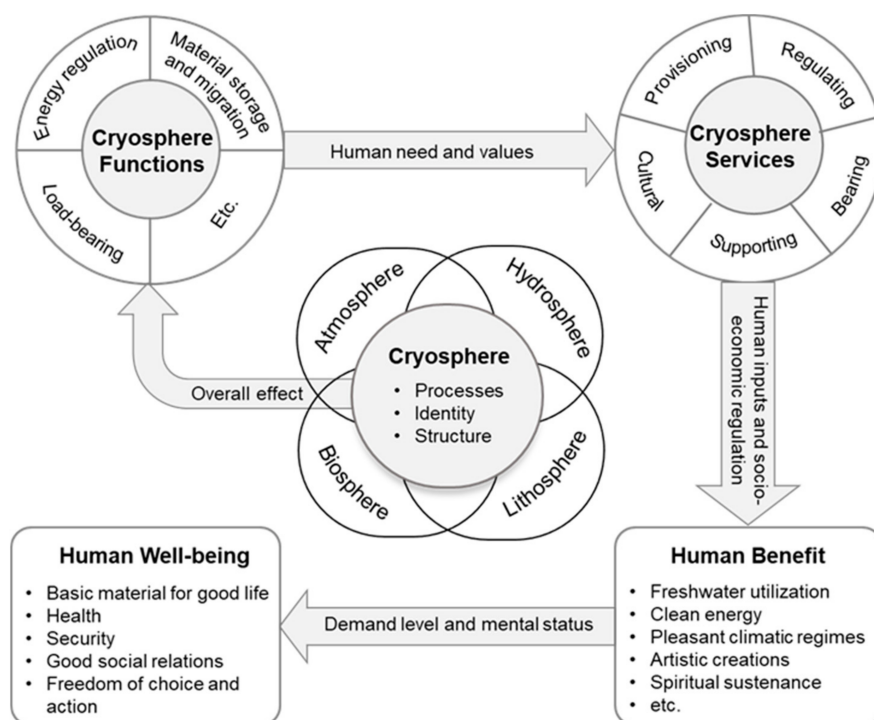 Energy regulation
Material storage
and migration
Cryosphere
Functions
Load-bearing
Etc.
Human need and values
Provisioning
Regulating
Cryosphere
Services
Cultural
Bearing
Supporting
Atmosphere
Hydrosphere
Cryosphere
• Processes
• Identity
• Structure
Biosphere
Lithosphere
Overall effect
Human inputs and socio-
economic regulation
Human Well-being
• Basic material for good life
• Health
• Security
• Good social relations
• Freedom of choice and
action
Demand level and mental status
Human Benefit
• Freshwater utilization
• Clean energy
• Pleasant climatic regimes
• Artistic creations
• Spiritual sustenance
• etc.